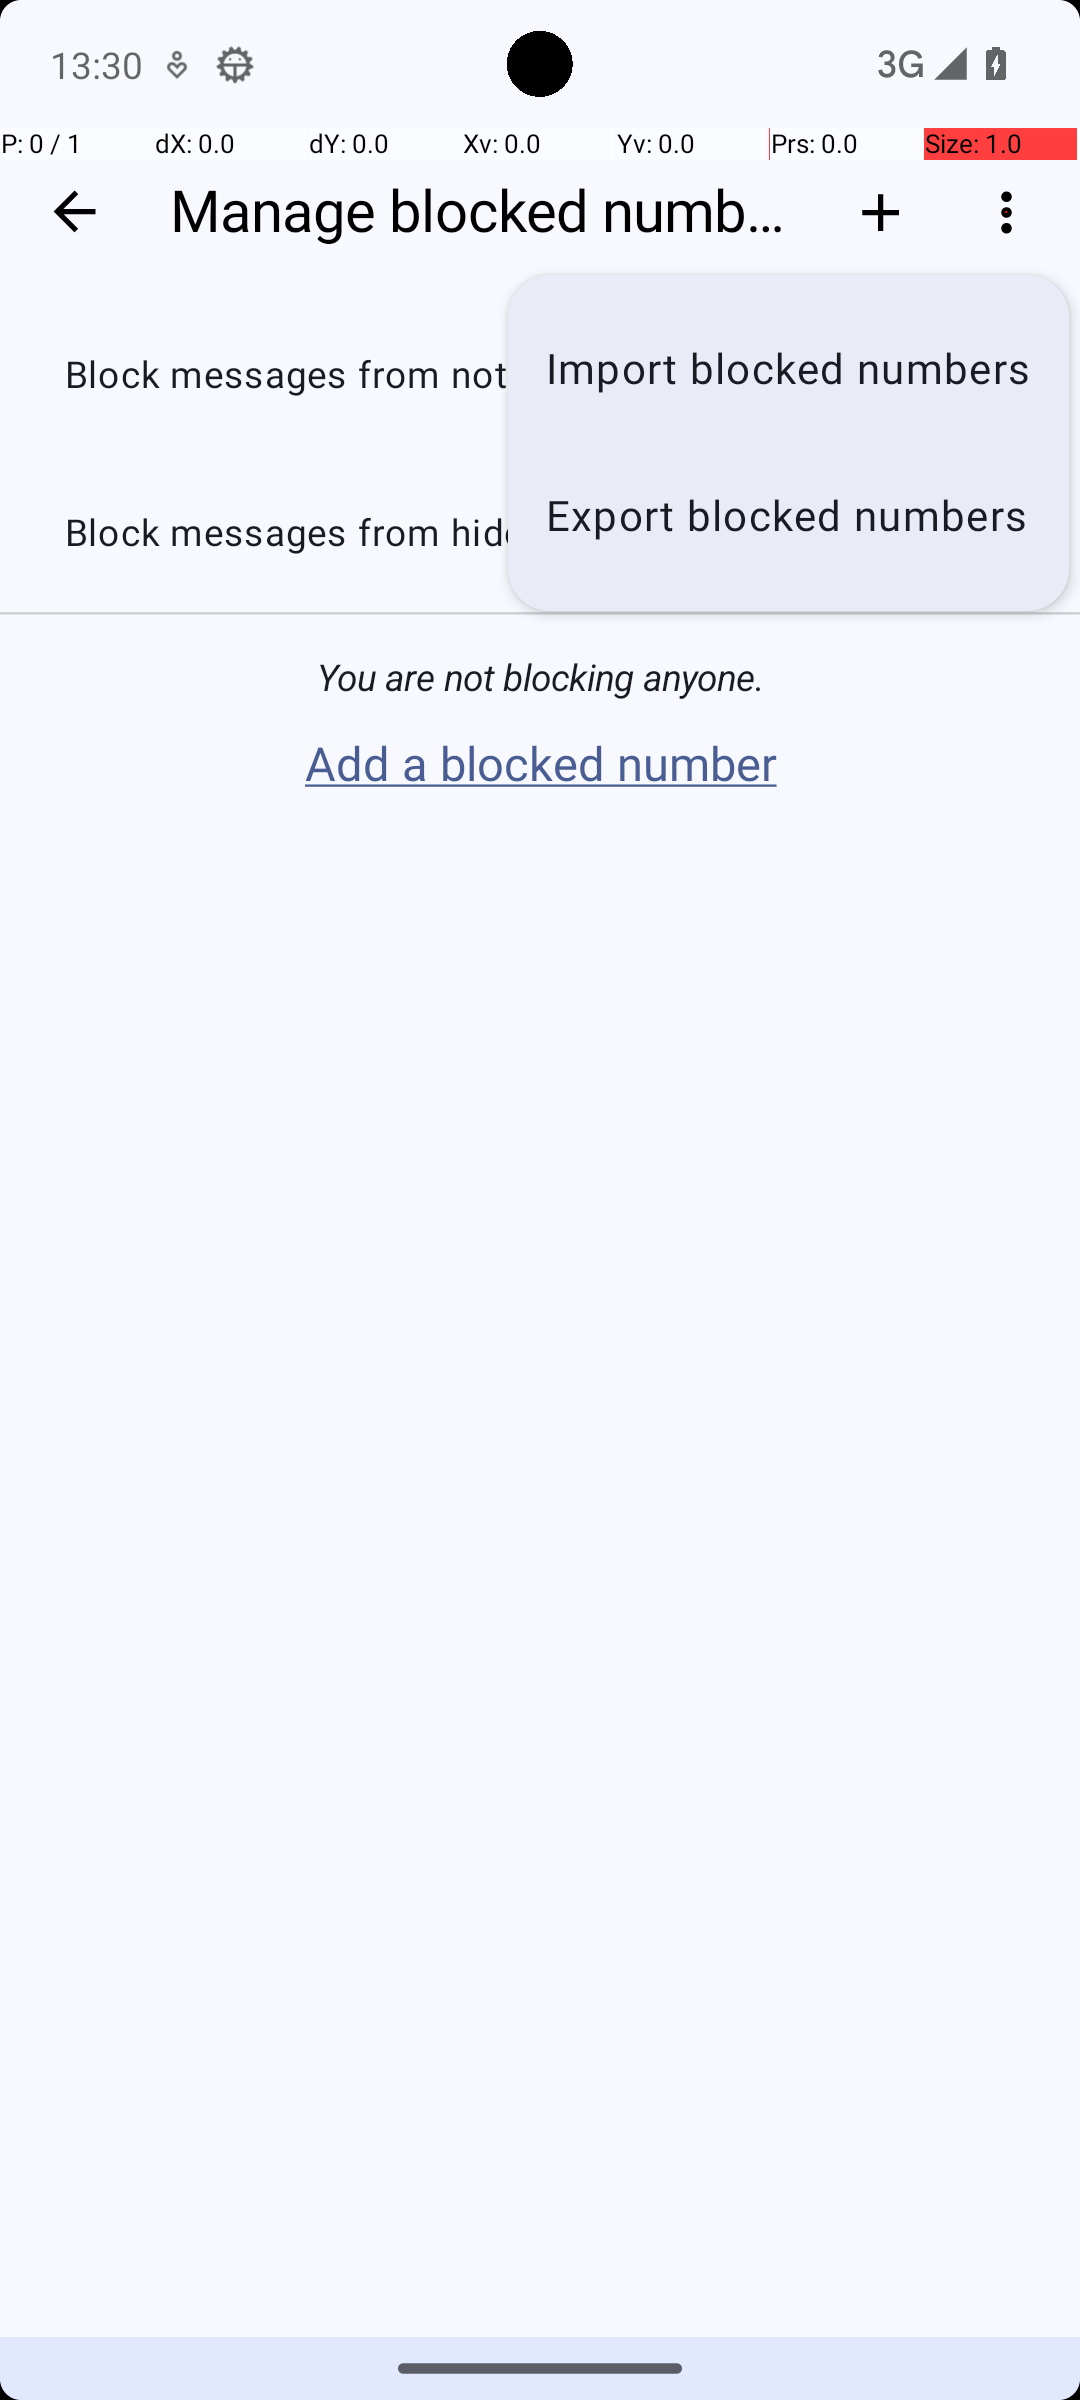 13:30
3G
P: 0 / 1 dX: 0.0 dY: 0.0 Xv: 0.0 Yv: 0.0 Prs: 0.0 Size: 1.0
Manage blocked numb...
Import blocked numbers
Block messages from not
Export blocked numbers
Block messages from
You are not blocking anyone.
Add a blocked number